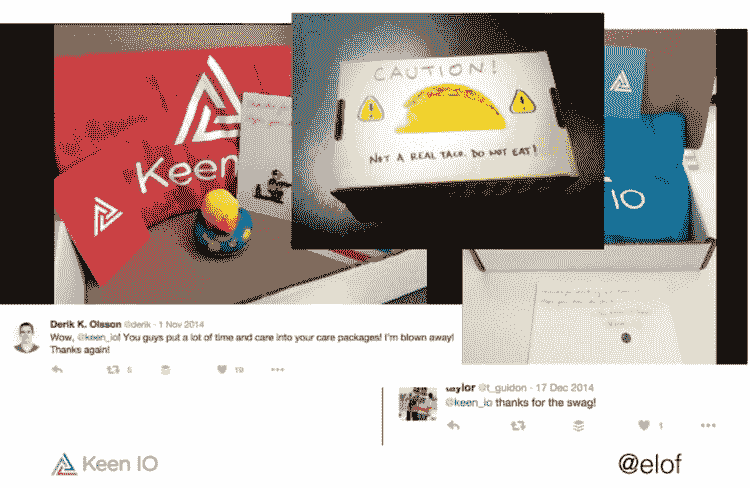 CAUTION!
NOT A REAL TACO. DO NOT EAT!
Keen
IO
Derik K. Olsson @derik · 1 Nov 2014
Wow, @keen_io! You guys put a lot of time and care into your care packages! I'm blown away!
Thanks again!
5
19
taylor @t_guidon · 17 Dec 2014
@keen_io thanks for the swag!
1
Keen IO
@elof